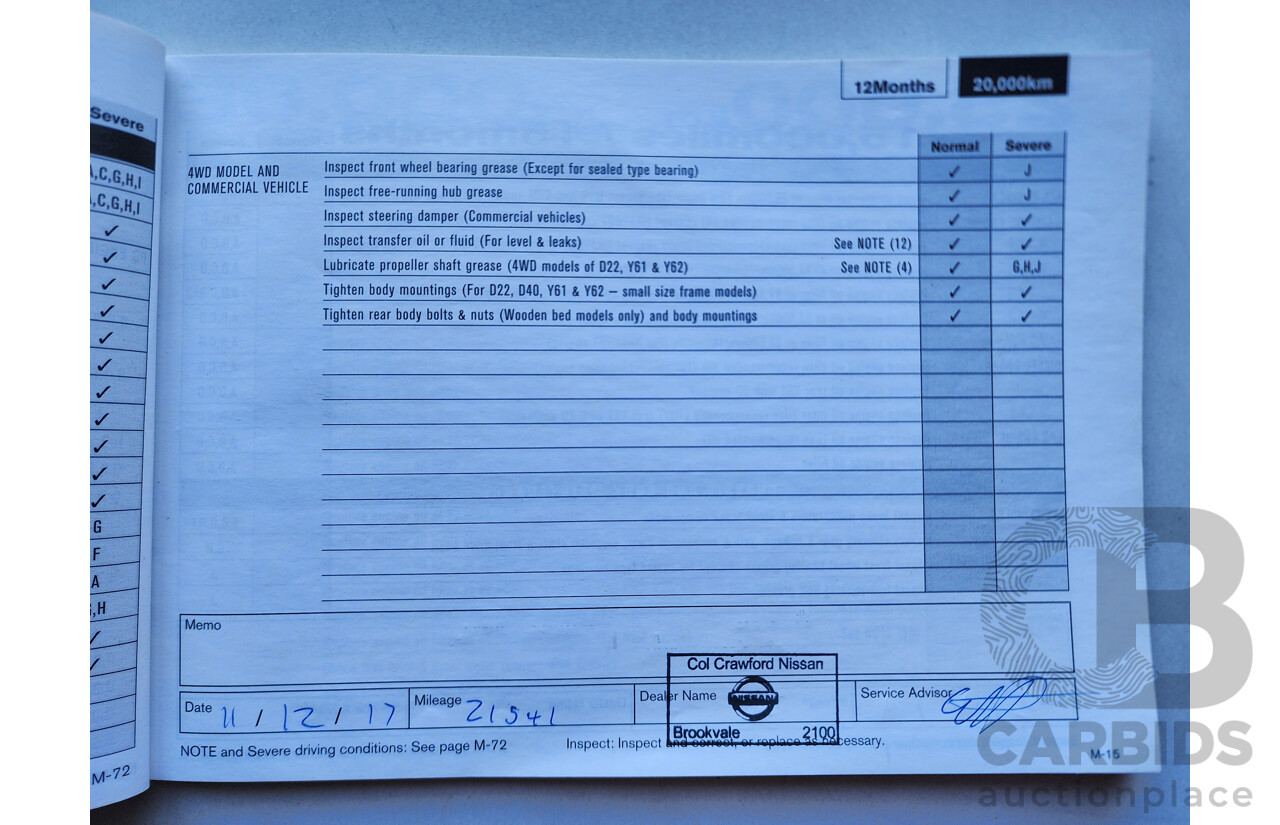 Severe
A,C,G,H,I
A,C,G,H,I
✓
✓
✓
✓
✓
✓
✓
✓
✓
✓
✓
G
F
A
G,H
✓
✓
M-72
12Months 20,000km
Normal Severe
4WD MODEL AND COMMERCIAL VEHICLE
Inspect front wheel bearing grease (Except for sealed type bearing) ✓ J
Inspect free-running hub grease ✓ J
Inspect steering damper (Commercial vehicles) ✓ ✓
Inspect transfer oil or fluid (For level & leaks) See NOTE (12) ✓ ✓
Lubricate propeller shaft grease (4WD models of D22, Y61 & Y62) See NOTE (4) ✓ G,H,J
Tighten body mountings (For D22, D40, Y61 & Y62 – small size frame models) ✓ ✓
Tighten rear body bolts & nuts (Wooden bed models only) and body mountings ✓ ✓
Memo
Col Crawford Nissan
NISSAN
Brookvale 2100
Date 11 / 12 / 17 Mileage 21541 Dealer Name Service Advisor
NOTE and Severe driving conditions: See page M-72 Inspect: Inspect and correct, or replace as necessary.
M-15
CARBIDS
auctionplace